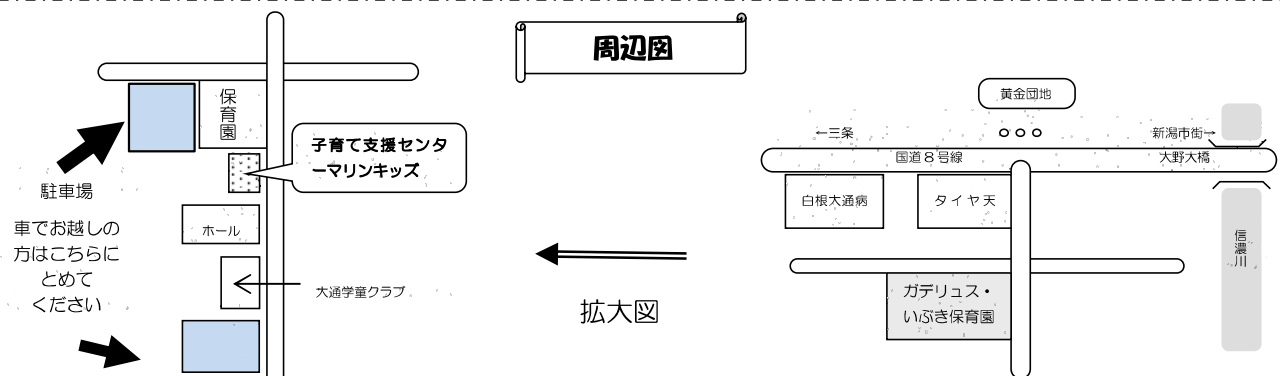 周辺図
保育園
子育て支援センタ
ーマリンキッズ
駐車場
車でお越しの
方はこちらに
とめて
ください
ホール
大通学童クラブ
拡大図
黄金団地
←三条
新潟市街→
国道8号線
大野大橋
白根大通病
タイヤ天
信濃川
ガデリュス・
いぶき保育園